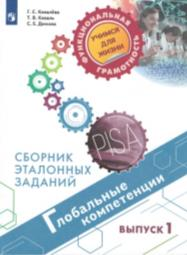 Г. С. Ковалёва
Т. В. Коваль
С. Е. Дюкова
ФУНКЦИОНАЛЬНАЯ
УЧИМСЯ ДЛЯ
ЖИЗНИ
ГРАМОТНОСТЬ
PISA
СБОРНИК
ЭТАЛОННЫХ
ЗАДАНИЙ
Глобальные
компетенции
ВЫПУСК 1